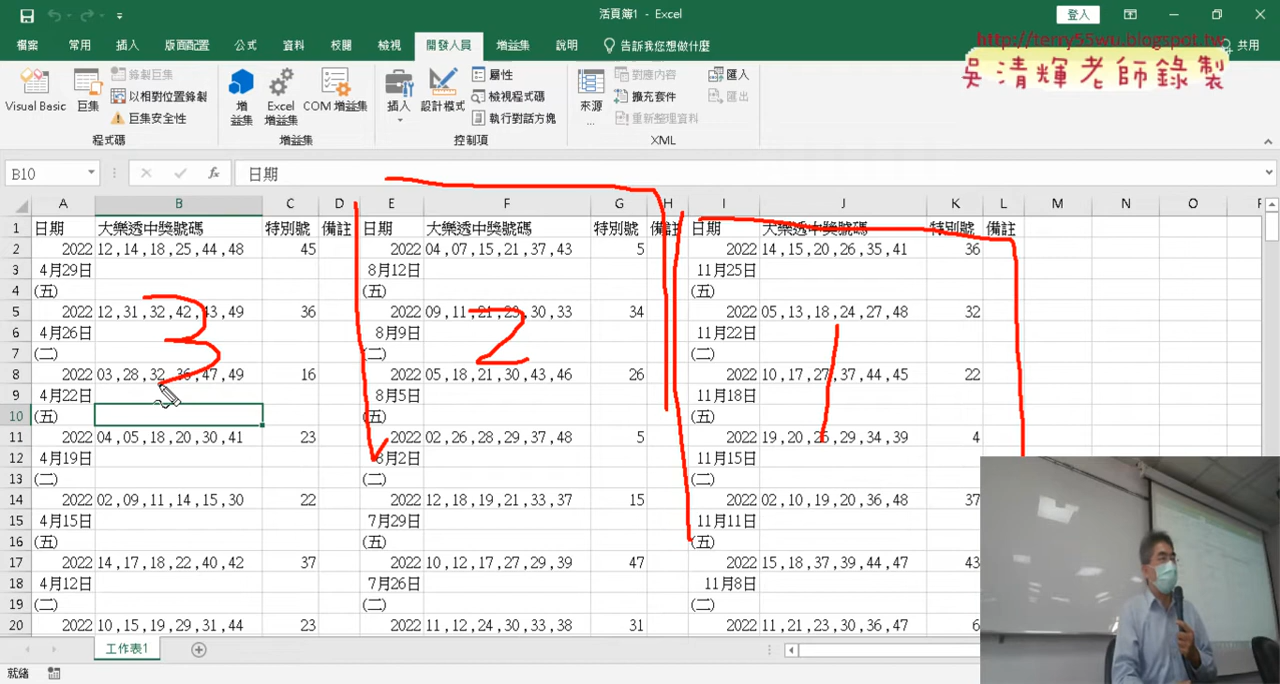 活頁簿1 - Excel
登入
檔案 常用 插入 版面配置 公式 資料 校閱 檢視 開發人員 增益集 說明 告訴我您想做什麼 共用
http://terry55wu.blogspot.tw
吳清輝老師錄製
Visual Basic 巨集 錄製巨集 以相對位置錄製 巨集安全性 增益集 Excel 增益集 COM 增益集 插入 設計模式 屬性 檢視程式碼 執行對話方塊 來源... 對應內容 擴充套件 重新整理資料 匯入 匯出
程式碼 增益集 控制項 XML
B10 fx 日期
A B C D E F G H I J K L M N O P
1 日期 大樂透中獎號碼 特別號 備註 日期 大樂透中獎號碼 特別號 備註 日期 大樂透中獎號碼 特別號 備註
2 2022 12,14,18,25,44,48 45 2022 04,07,15,21,37,43 5 2022 14,15,20,26,35,41 36
3 4月29日 8月12日 11月25日
4 (五) (五) (五)
5 2022 12,31,32,42,43,49 36 2022 09,11,21,23,30,33 34 2022 05,13,18,24,27,48 32
6 4月26日 8月9日 11月22日
7 (二) (二) (二)
8 2022 03,28,32,36,47,49 16 2022 05,18,21,30,43,46 26 2022 10,17,27,37,44,45 22
9 4月22日 8月5日 11月18日
10 (五) (五) (五)
11 2022 04,05,18,20,30,41 23 2022 02,26,28,29,37,48 5 2022 19,20,25,29,34,39 4
12 4月19日 8月2日 11月15日
13 (二) (二) (二)
14 2022 02,09,11,14,15,30 22 2022 12,18,19,21,33,37 15 2022 02,10,19,20,36,48 37
15 4月15日 7月29日 11月11日
16 (五) (五) (五)
17 2022 14,17,18,22,40,42 37 2022 10,12,17,27,29,39 47 2022 15,18,37,39,44,47 43
18 4月12日 7月26日 11月8日
19 (二) (二) (二)
20 2022 10,15,19,29,31,44 23 2022 11,12,24,30,33,38 31 2022 11,21,23,30,36,47 6
3 2 1
工作表1
就緒